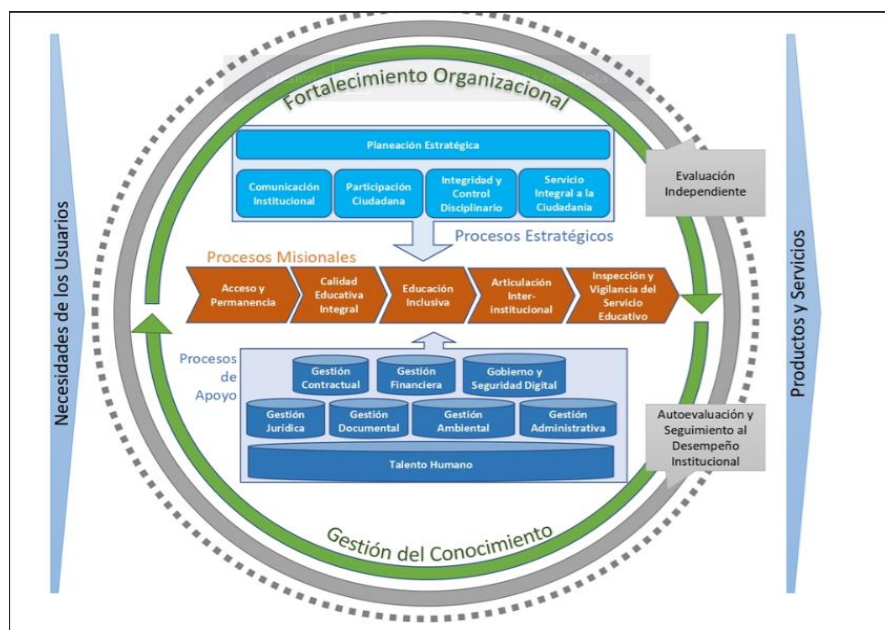 Necesidades de los Usuarios
Fortalecimiento Organizacional
Planeación Estratégica
Comunicación
Institucional
Participación
Ciudadana
Integridad y
Control
Disciplinario
Servicio
Integral a la
Ciudadanía
Procesos Estratégicos
Evaluación
Independiente
Procesos Misionales
Acceso y
Permanencia
Calidad
Educativa
Integral
Educación
Inclusiva
Articulación
Inter-
institucional
Inspección y
Vigilancia del
Servicio
Educativo
Procesos
de
Apoyo
Gestión
Contractual
Gestión
Financiera
Gobierno y
Seguridad Digital
Gestión
Jurídica
Gestión
Documental
Gestión
Ambiental
Gestión
Administrativa
Talento Humano
Autoevaluación y
Seguimiento al
Desempeño
Institucional
Gestión del Conocimiento
Productos y Servicios